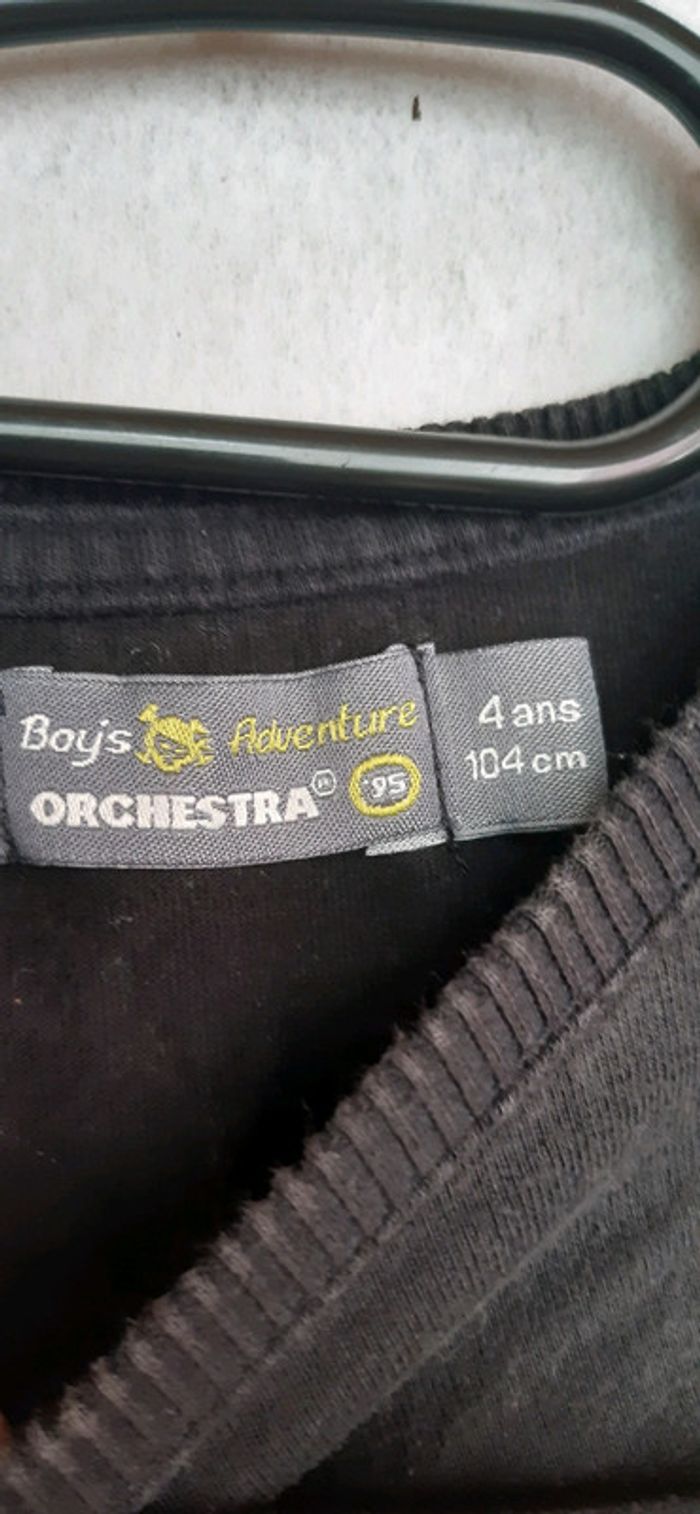 Boy's Adventure
ORCHESTRA® '95
4 ans
104 cm